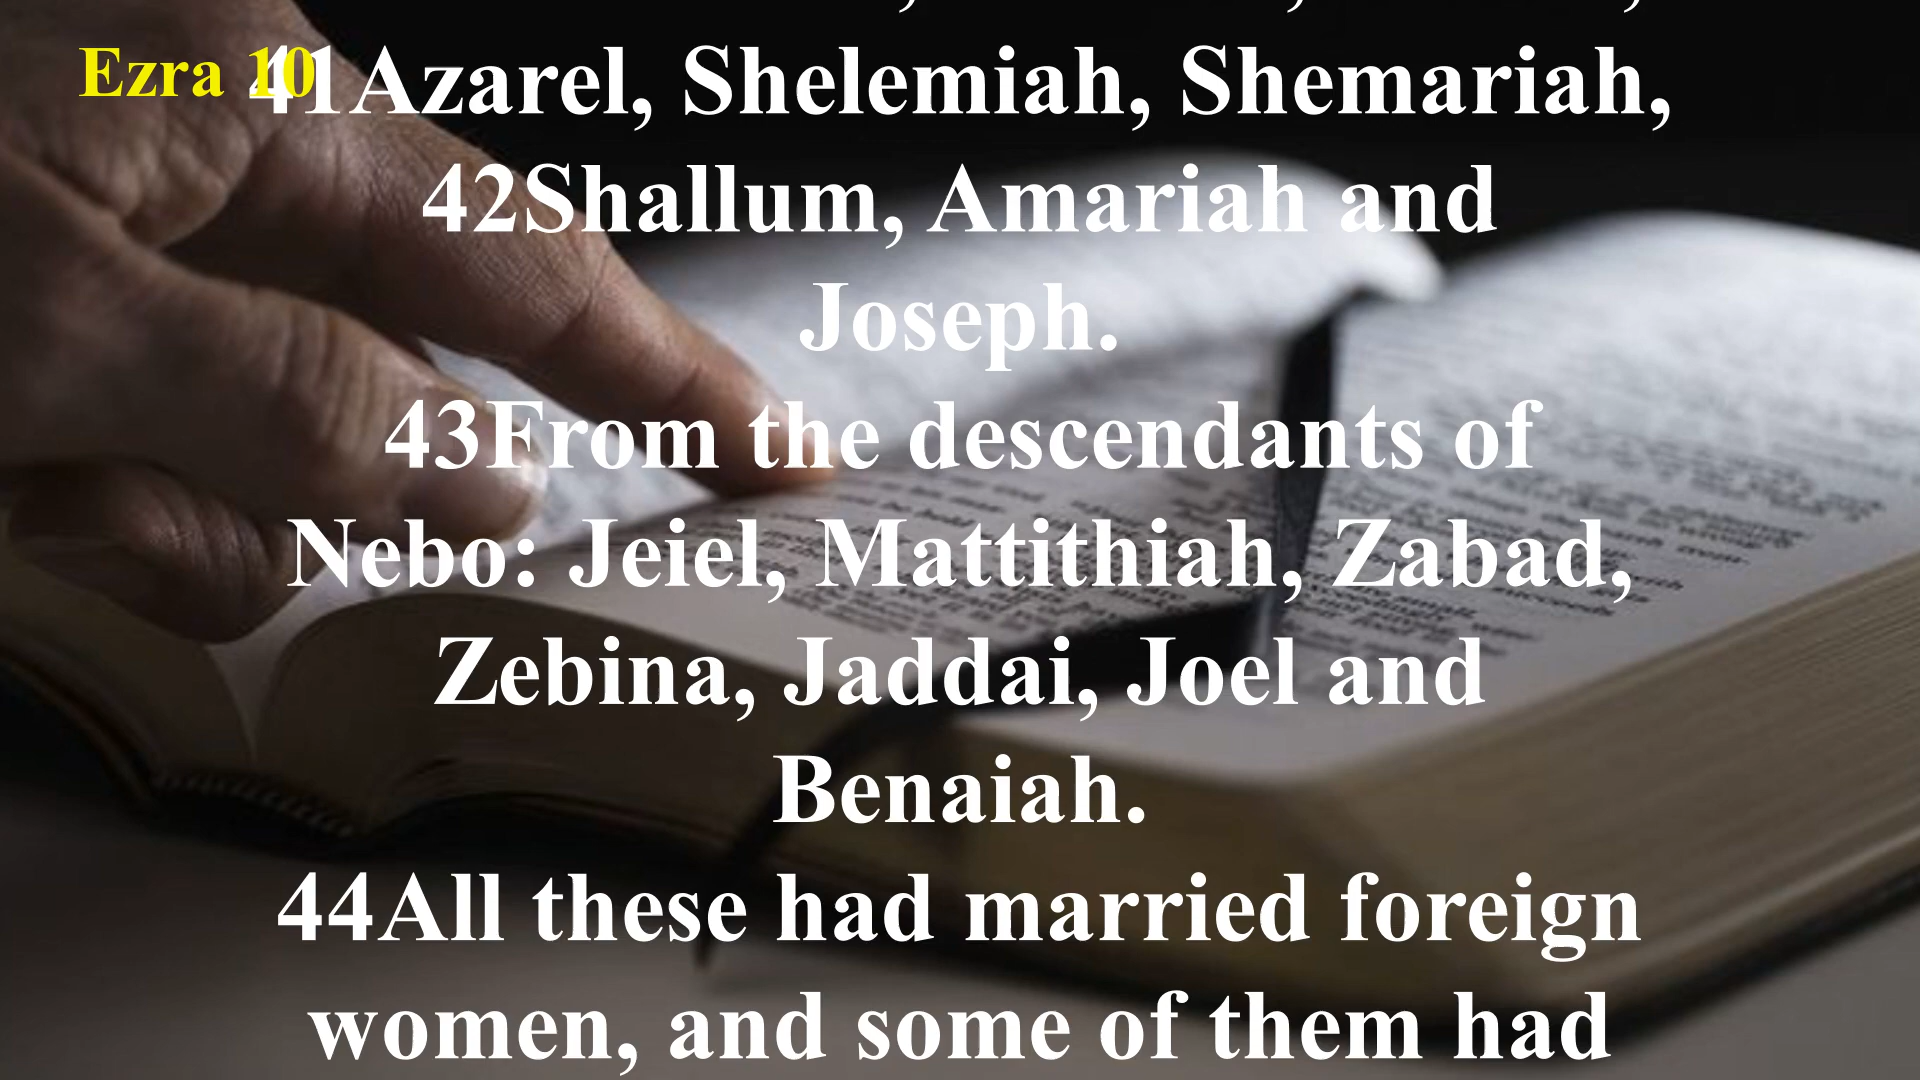 Ezra 10
41Azarel, Shelemiah, Shemariah,
42Shallum, Amariah and
Joseph.
43From the descendants of
Nebo: Jeiel, Mattithiah, Zabad,
Zebina, Jaddai, Joel and
Benaiah.
44All these had married foreign
women, and some of them had